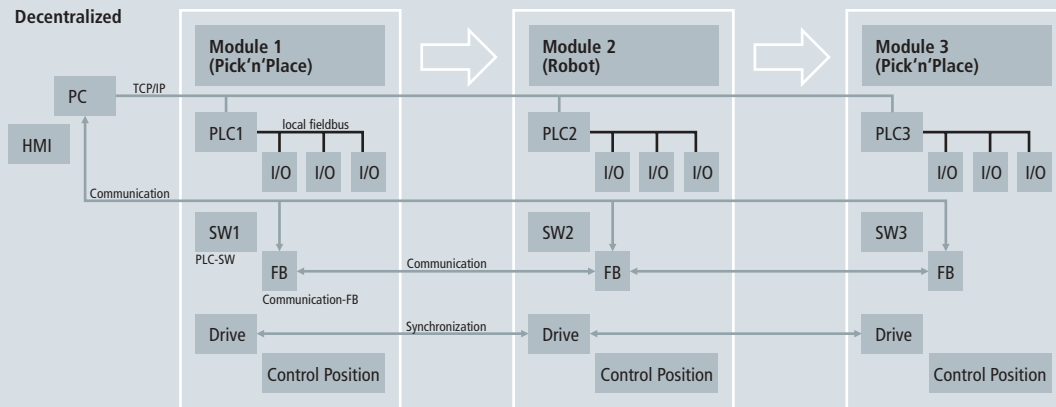 Decentralized
Module 1
(Pick‘n’Place)
Module 2
(Robot)
Module 3
(Pick‘n’Place)
PC
TCP/IP
HMI
PLC1
local fieldbus
I/O
I/O
I/O
PLC2
I/O
I/O
I/O
PLC3
I/O
I/O
I/O
Communication
SW1
PLC-SW
FB
Communication-FB
Communication
SW2
FB
SW3
FB
Drive
Synchronization
Drive
Drive
Control Position
Control Position
Control Position